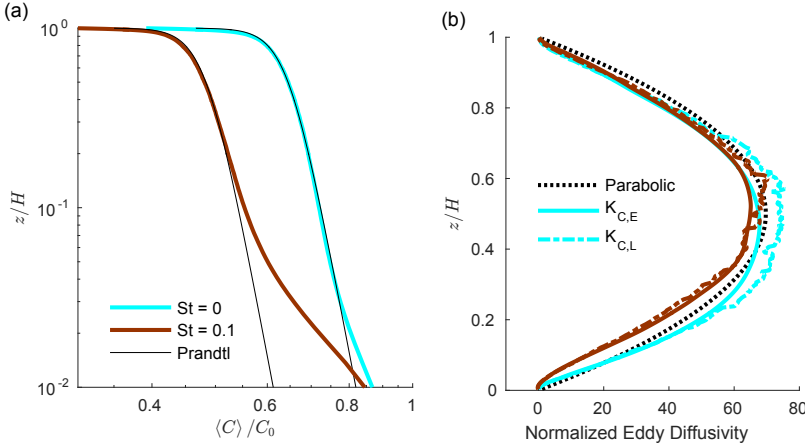 (a)
10^0
10^{-1}
10^{-2}
z/H
St = 0
St = 0.1
Prandtl
0.4
0.6
0.8
1
⟨C⟩/C_0
(b)
1
0.8
0.6
0.4
0.2
0
z/H
Parabolic
K_{C,E}
K_{C,L}
0
20
40
60
80
Normalized Eddy Diffusivity